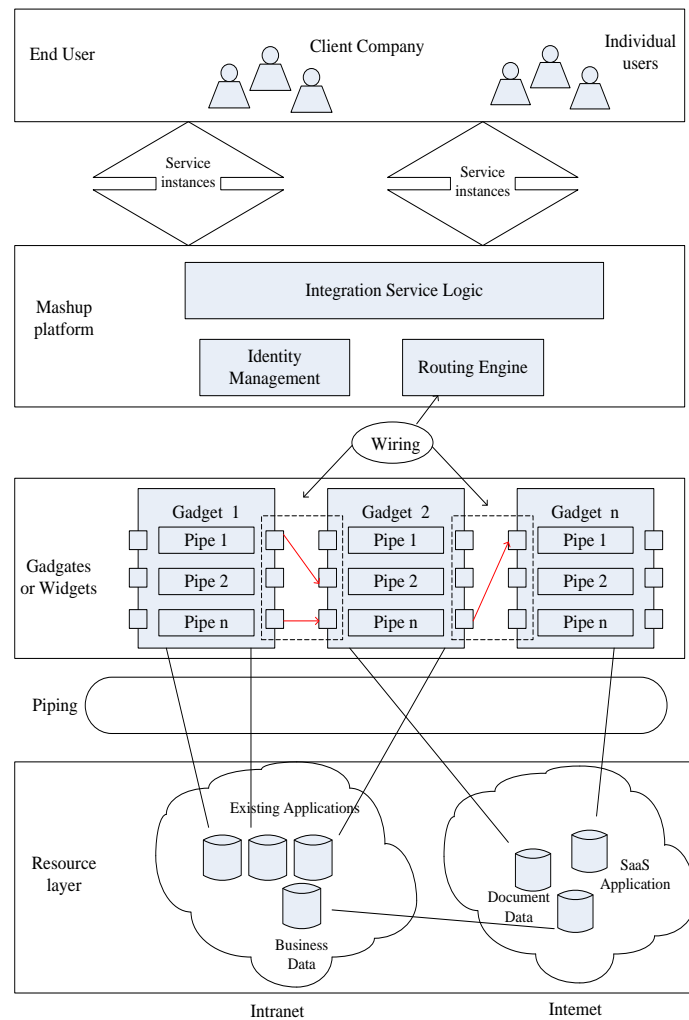 End User
Client Company
Individual
users
Service
instances
Service
instances
Mashup
platform
Integration Service Logic
Identity
Management
Routing Engine
Wiring
Gadgates
or Widgets
Gadget 1
Pipe 1
Pipe 2
Pipe n
Gadget 2
Pipe 1
Pipe 2
Pipe n
Gadget n
Pipe 1
Pipe 2
Pipe n
Piping
Resource
layer
Existing Applications
Business
Data
Document
Data
SaaS
Application
Intranet
Intemet